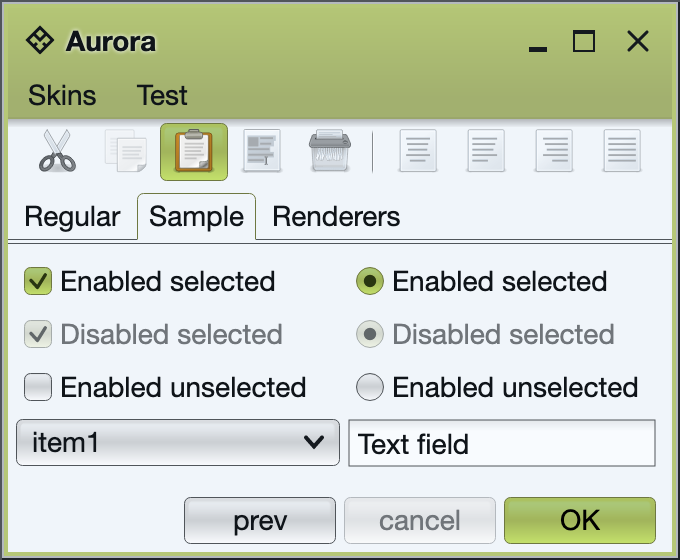 Aurora
Skins Test
Regular Sample Renderers
Enabled selected Enabled selected
Disabled selected Disabled selected
Enabled unselected Enabled unselected
item1 Text field
prev cancel OK